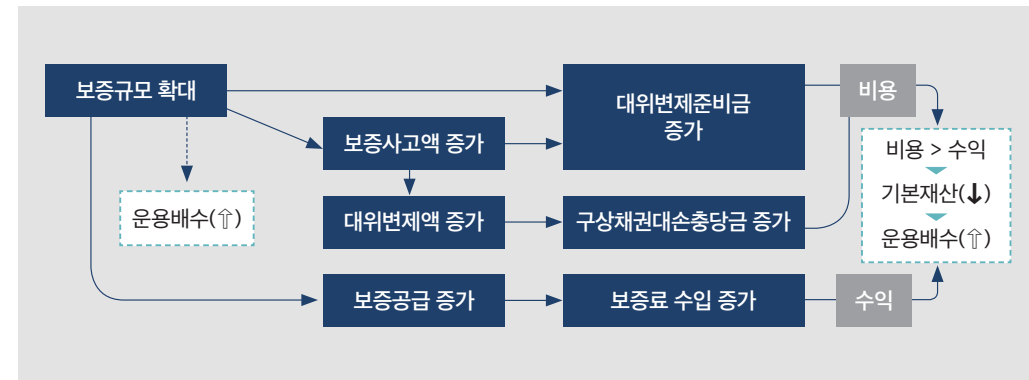 보증규모 확대
대위변제준비금
증가
비용
보증사고액 증가
비용 > 수익
기본재산(↓)
운용배수(⇧)
운용배수(⇧)
대위변제액 증가
구상채권대손충당금 증가
보증공급 증가
보증료 수입 증가
수익